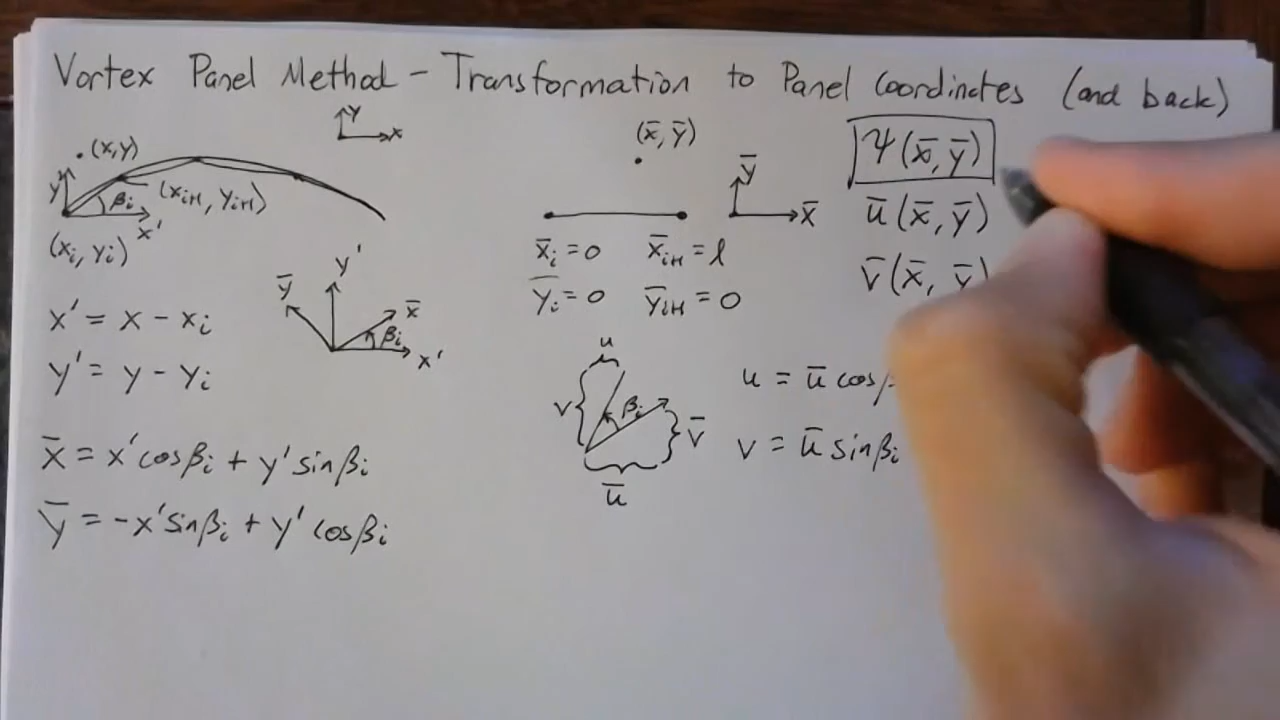 Vortex Panel Method - Transformation to Panel Coordinates (and back)
y
x
(x,y)
y'
βi
(xi+1, yi+1)
x'
(xi, yi)
(x̄, ȳ)
ȳ
x̄
x̄i = 0 x̄i+1 = l
ȳi = 0 ȳi+1 = 0
ψ(x̄, ȳ)
ū(x̄, ȳ)
v̄(x̄, ȳ)
x' = x - xi
y' = y - yi
y'
ȳ
x̄
βi
x'
x̄ = x'cosβi + y'sinβi
ȳ = -x'sinβi + y'cosβi
u
v
βi
v̄
ū
u = ū cos
v = ū sinβi